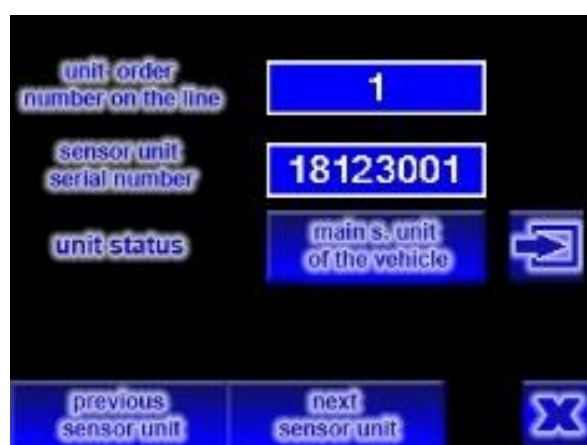 unit order
number on the line
1
sensor unit
serial number
18123001
unit status
main s. unit
of the vehicle
previous
sensor unit
next
sensor unit
X